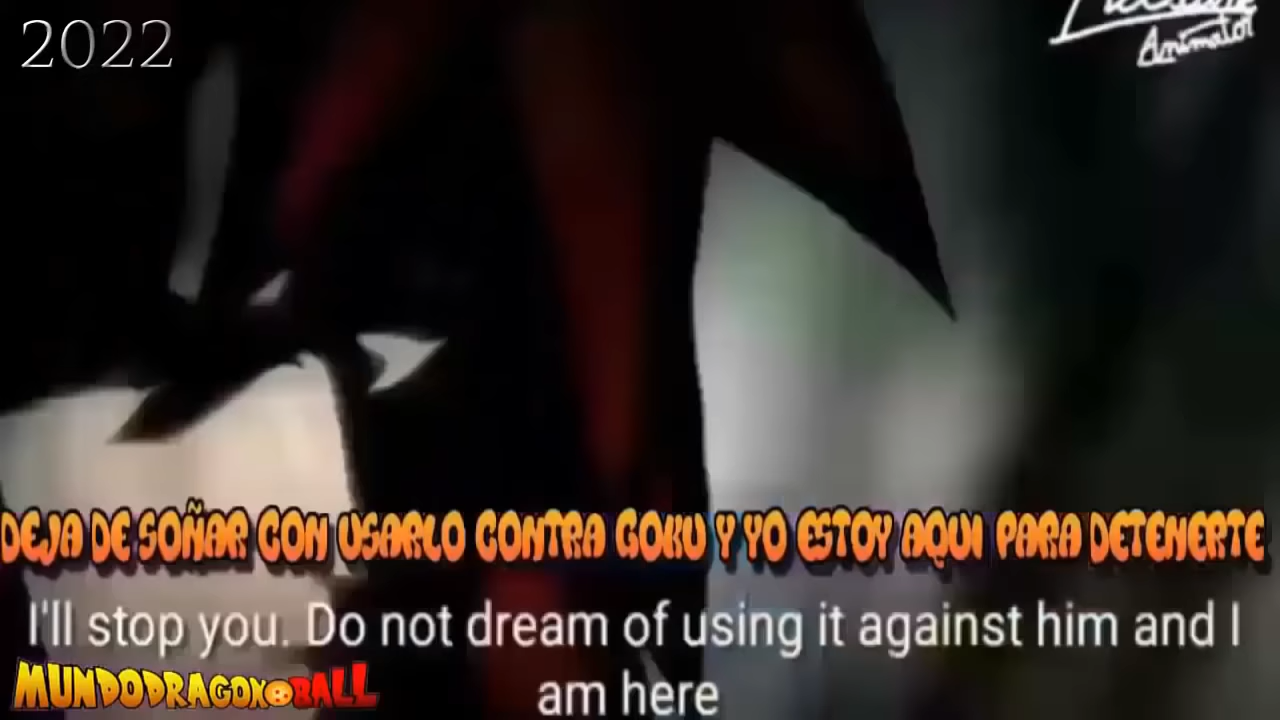 2022
Animator
DEJA DE SOÑAR CON USARLO CONTRA GOKU Y YO ESTOY AQUI PARA DETENERTE
I'll stop you. Do not dream of using it against him and I
am here
MUNDODRAGONBALL